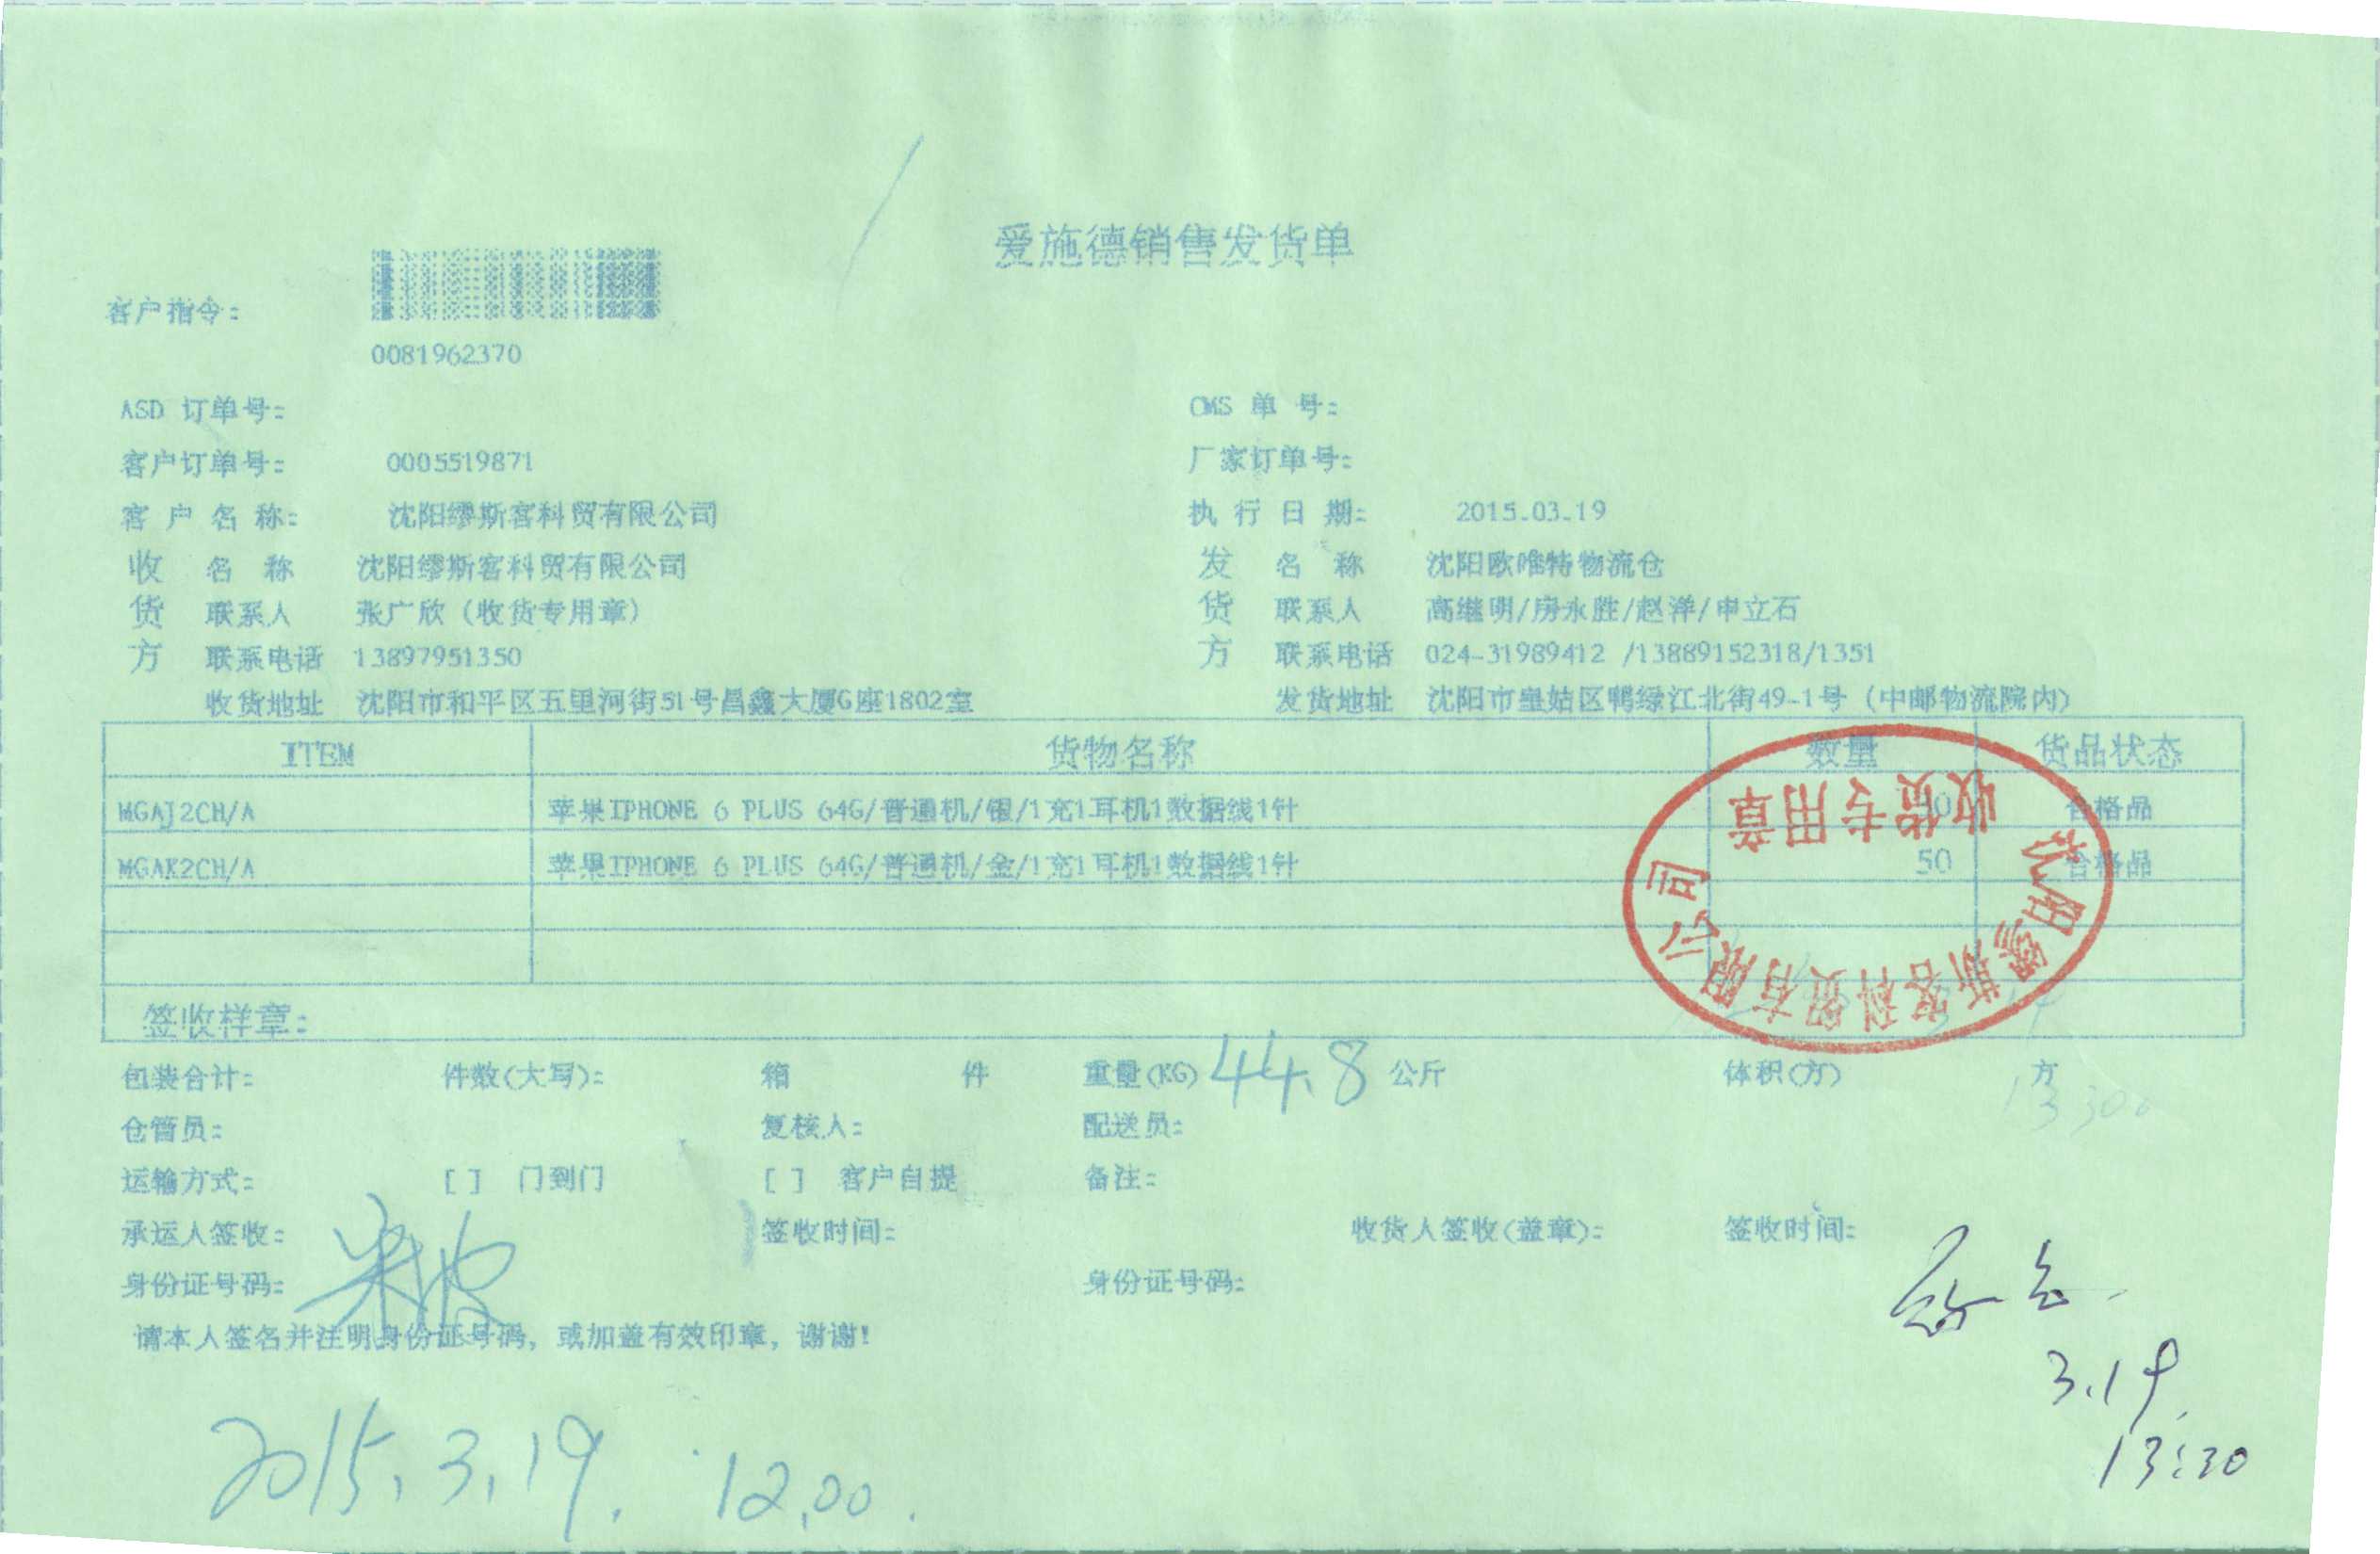 爱施德销售发货单
客户指令:
0081962370
ASD 订单号: CMS 单 号:
客户订单号: 0005519871 厂家订单号:
客 户 名 称: 沈阳缪斯客科贸有限公司 执 行 日 期: 2015.03.19
收 名 称 沈阳缪斯客科贸有限公司 发 名 称 沈阳欧唯特物流仓
货 联系人 张广欣(收货专用章) 货 联系人 高继明/房永胜/赵洋/申立石
方 联系电话 13897951350 方 联系电话 024-31989412 /13889152318/1351
收货地址 沈阳市和平区五里河街51号昌鑫大厦G座1802室 发货地址 沈阳市皇姑区鸭绿江北街49-1号(中邮物流院内)
ITEM 货物名称 数量 货品状态
MGAJ2CH/A 苹果IPHONE 6 PLUS 64G/普通机/银/1充1耳机1数据线1针 合格品
MGAK2CH/A 苹果IPHONE 6 PLUS 64G/普通机/金/1充1耳机1数据线1针 50 合格品
沈阳缪斯客科贸有限公司
收货专用章
签收样章:
包装合计: 件数(大写): 箱 件 重量(KG) 44.8 公斤 体积(方) 方
仓管员: 复核人: 配送员:
运输方式: [ ] 门到门 [ ] 客户自提 备注:
承运人签收: 签收时间: 收货人签收(盖章): 签收时间:
身份证号码: 身份证号码:
请本人签名并注明身份证号码, 或加盖有效印章, 谢谢!
3.19
13:30
2015.3.19. 12.00.